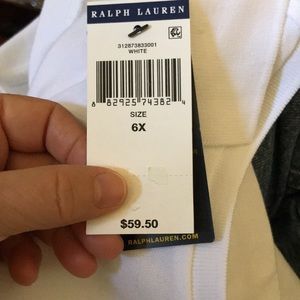 RALPH LAUREN
312873833001
WHITE
8 82925 74382 4
SIZE
6X
$59.50
RALPHLAUREN.COM